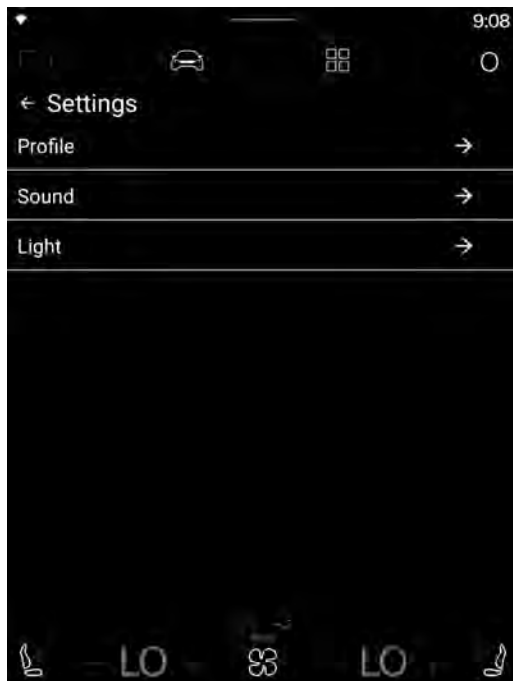 9:08
← Settings
Profile →
Sound →
Light →
LO LO